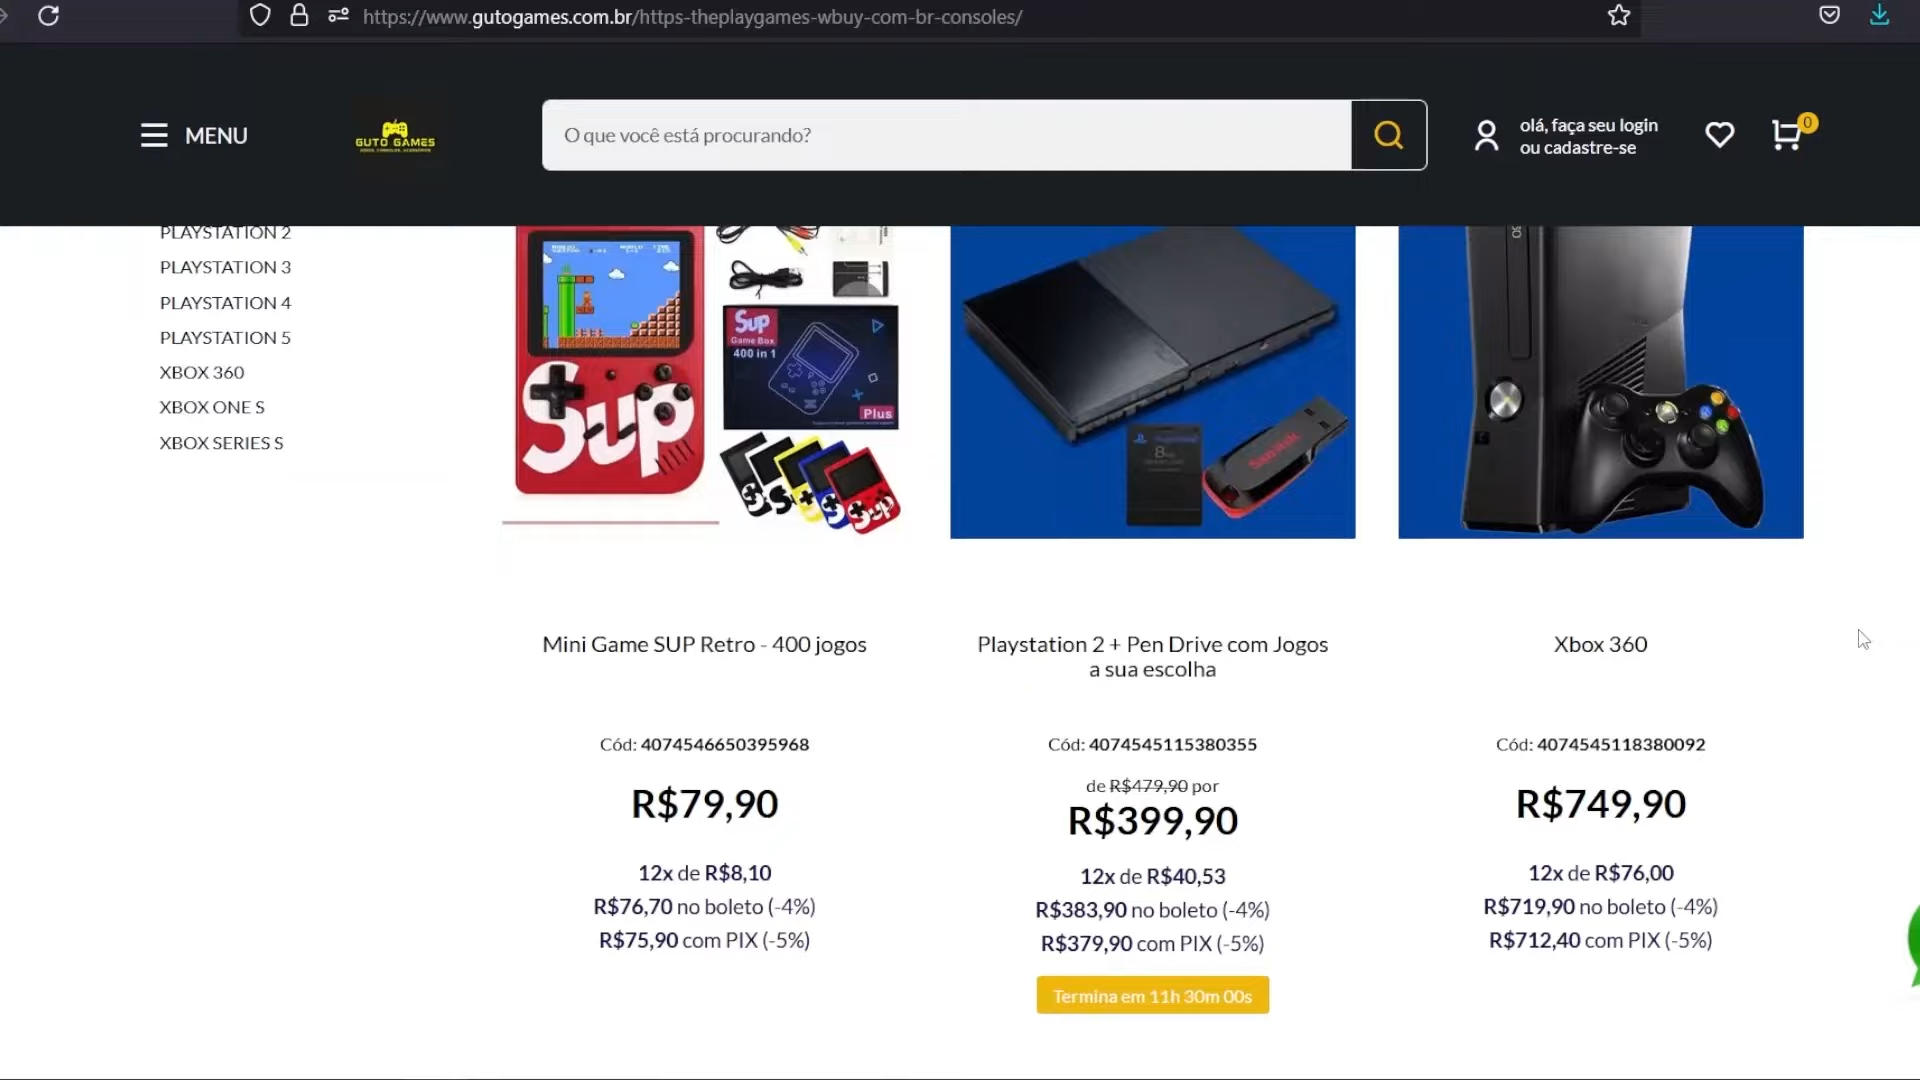 https://www.gutogames.com.br/https-theplaygames-wbuy-com-br-consoles/
MENU
GUTO GAMES
O que você está procurando?
olá, faça seu login
ou cadastre-se
0
PLAYSTATION 2
PLAYSTATION 3
PLAYSTATION 4
PLAYSTATION 5
XBOX 360
XBOX ONE S
XBOX SERIES S
Sup
Sup
Game Box
400 in 1
Plus
Sup
8
SanDisk
Mini Game SUP Retro - 400 jogos
Cód: 4074546650395968
R$79,90
12x de R$8,10
R$76,70 no boleto (-4%)
R$75,90 com PIX (-5%)
Playstation 2 + Pen Drive com Jogos
a sua escolha
Cód: 4074545115380355
de R$479,90 por
R$399,90
12x de R$40,53
R$383,90 no boleto (-4%)
R$379,90 com PIX (-5%)
Termina em 11h 30m 00s
Xbox 360
Cód: 4074545118380092
R$749,90
12x de R$76,00
R$719,90 no boleto (-4%)
R$712,40 com PIX (-5%)